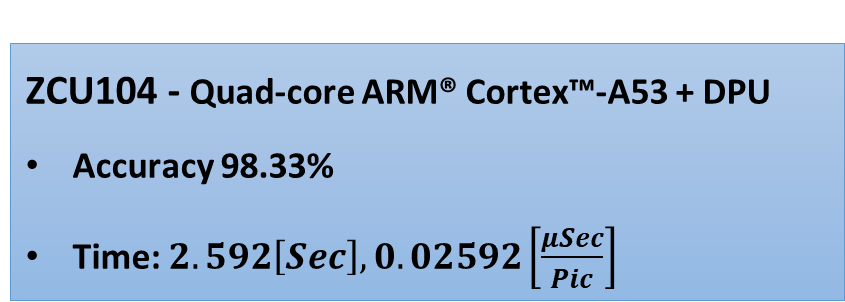 ZCU104 - Quad-core ARM® Cortex™-A53 + DPU
• Accuracy 98.33%
• Time: 2.592[Sec], 0.02592 [μSec/Pic]